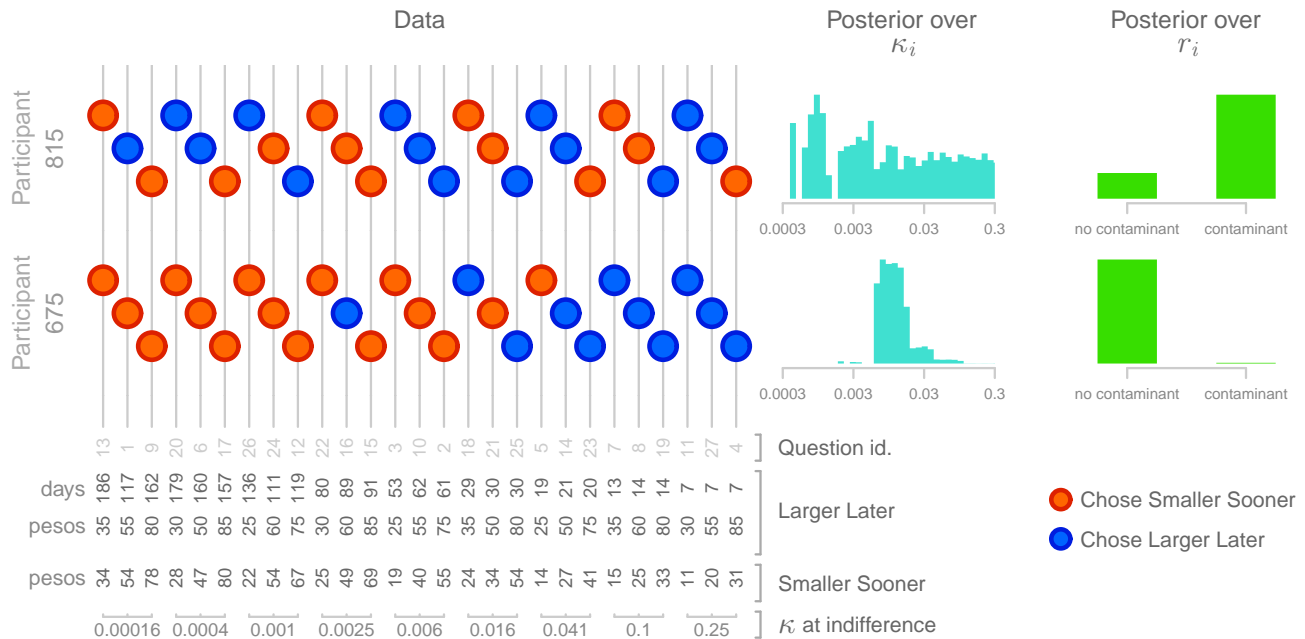 Data
Posterior over
κi
Posterior over
ri
Participant
815
0.0003 0.003 0.03 0.3
no contaminant contaminant
Participant
675
0.0003 0.003 0.03 0.3
no contaminant contaminant
13 1 9 20 6 17 26 24 12 22 16 15 3 10 2 18 21 25 5 14 23 7 8 19 11 27 4 Question id.
days 186 117 162 179 160 157 136 111 119 80 89 91 53 62 61 29 30 30 19 21 20 13 14 14 7 7 7
Larger Later
pesos 35 55 80 30 50 85 25 60 75 30 60 85 25 55 75 35 50 80 25 50 75 35 60 80 30 55 85
Chose Smaller Sooner
Chose Larger Later
pesos 34 54 78 28 47 80 22 54 67 25 49 69 19 40 55 24 34 54 14 27 41 15 25 33 11 20 31 Smaller Sooner
0.00016 0.0004 0.001 0.0025 0.006 0.016 0.041 0.1 0.25 κ at indifference